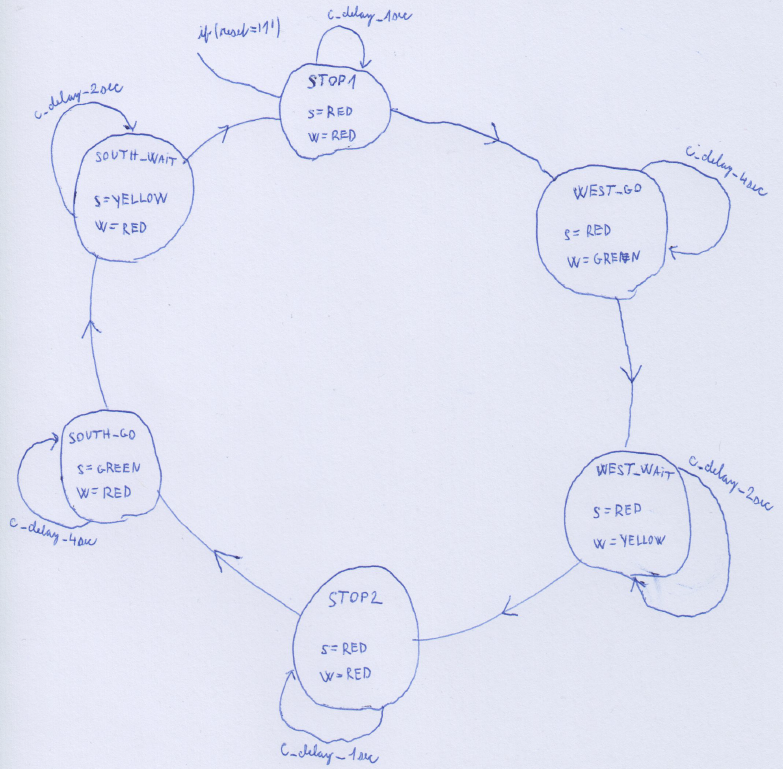 if (reset='1')
c_delay_1sec
STOP1
S=RED
W=RED
c_delay_2sec
SOUTH_WAIT
S=YELLOW
W=RED
WEST_GO
S=RED
W=GREEN
c_delay_4sec
SOUTH_GO
S=GREEN
W=RED
c_delay_4sec
WEST_WAIT
S=RED
W=YELLOW
c_delay_2sec
STOP2
S=RED
W=RED
c_delay_1sec